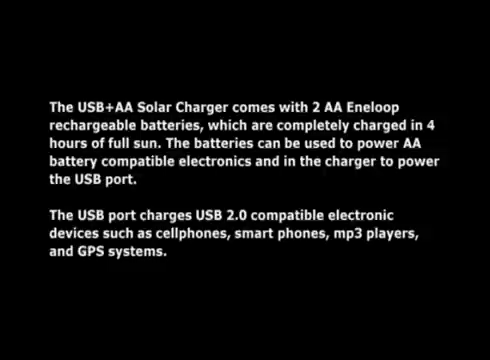 The USB+AA Solar Charger comes with 2 AA Eneloop
rechargeable batteries, which are completely charged in 4
hours of full sun. The batteries can be used to power AA
battery compatible electronics and in the charger to power
the USB port.
The USB port charges USB 2.0 compatible electronic
devices such as cellphones, smart phones, mp3 players,
and GPS systems.